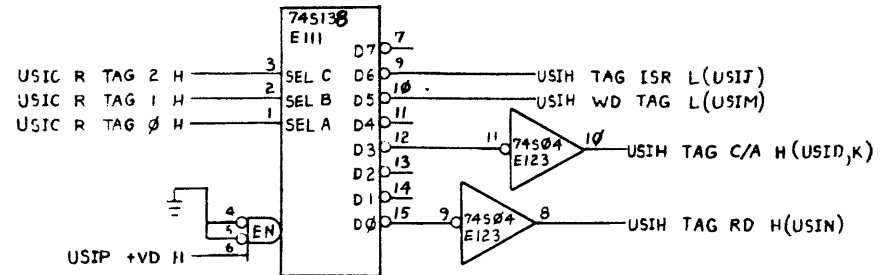 74S138
E111
D7 7
USIC R TAG 2 H 3 SEL C D6 9 USIH TAG ISR L(USIJ)
USIC R TAG 1 H 2 SEL B D5 10 USIH WD TAG L(USIM)
USIC R TAG Ø H 1 SEL A D4 11
D3 12 11 74SØ4 E123 1Ø USIH TAG C/A H(USID,K)
D2 13
D1 14
DØ 15 9 74SØ4 E123 8 USIH TAG RD H(USIN)
4
5 EN
USIP +VD H 6